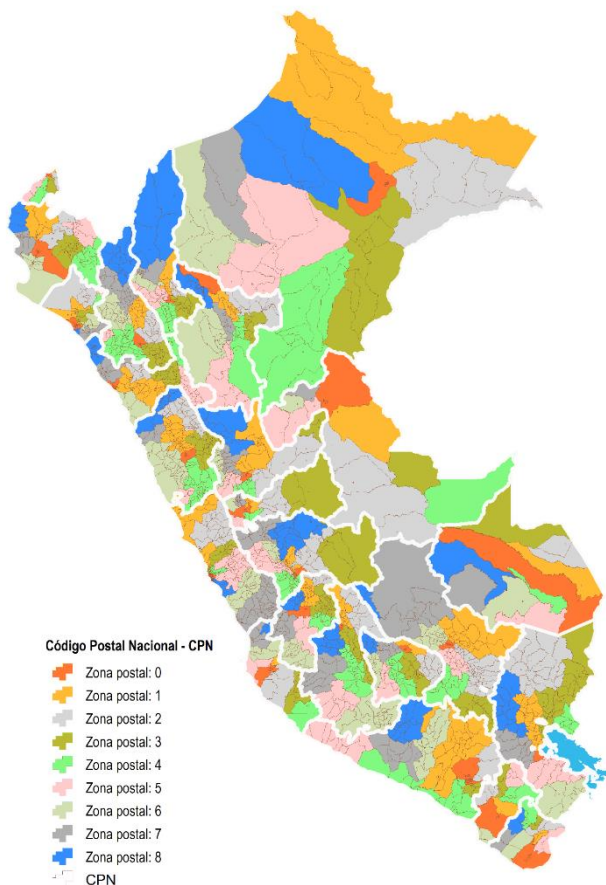 Código Postal Nacional - CPN
Zona postal: 0
Zona postal: 1
Zona postal: 2
Zona postal: 3
Zona postal: 4
Zona postal: 5
Zona postal: 6
Zona postal: 7
Zona postal: 8
CPN